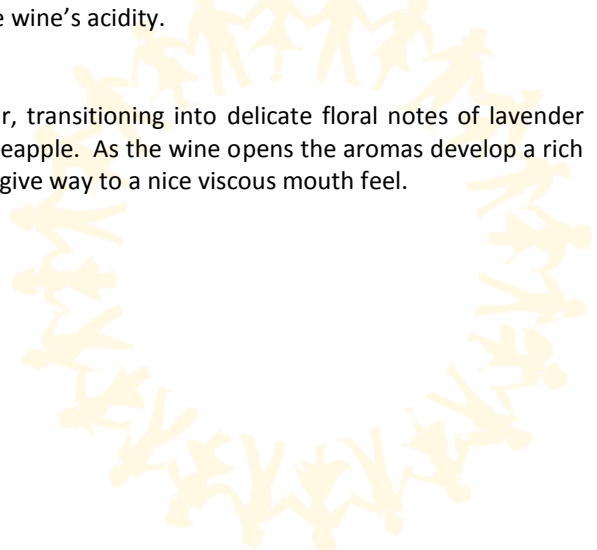 e wine’s acidity.
r, transitioning into delicate floral notes of lavender
eapple. As the wine opens the aromas develop a rich
give way to a nice viscous mouth feel.